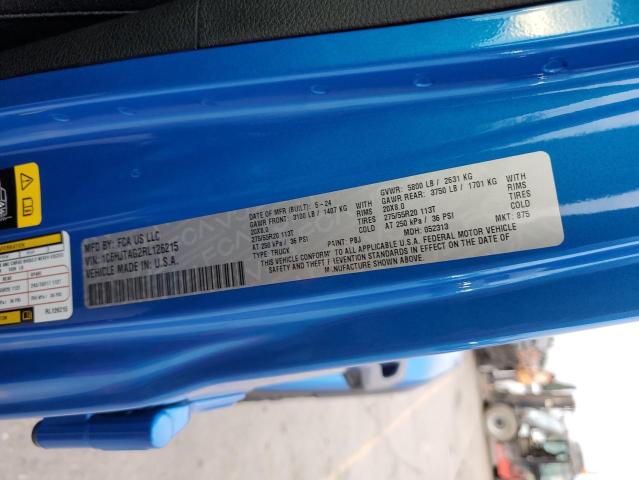 MFD BY: FCA US LLC
VIN: 1C6HJTAG2RL126215
VEHICLE MADE IN: U.S.A.
DATE OF MFR (BUILT): 5-24
GAWR FRONT: 3100 LB / 1407 KG WITH
20X8.0 RIMS
275/55R20 113T TIRES
AT 250 kPa / 36 PSI COLD
GVWR: 5800 LB / 2631 KG
GAWR REAR: 3750 LB / 1701 KG WITH
20X8.0 RIMS
275/55R20 113T TIRES
AT 250 kPa / 36 PSI COLD
TYPE: TRUCK PAINT: PBJ MDH: 052313 MKT: 975
THIS VEHICLE CONFORMS TO ALL APPLICABLE U.S.A. FEDERAL MOTOR VEHICLE
SAFETY AND THEFT PREVENTION STANDARDS IN EFFECT ON THE DATE OF
MANUFACTURE SHOWN ABOVE.
RL126215